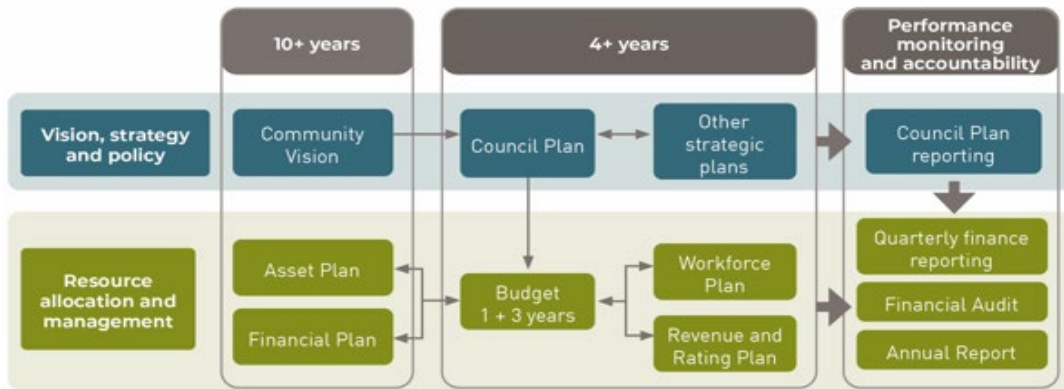 10+ years
4+ years
Performance
monitoring
and accountability
Vision, strategy
and policy
Community
Vision
Council Plan
Other
strategic
plans
Council Plan
reporting
Resource
allocation and
management
Asset Plan
Financial Plan
Budget
1 + 3 years
Workforce
Plan
Revenue and
Rating Plan
Quarterly finance
reporting
Financial Audit
Annual Report